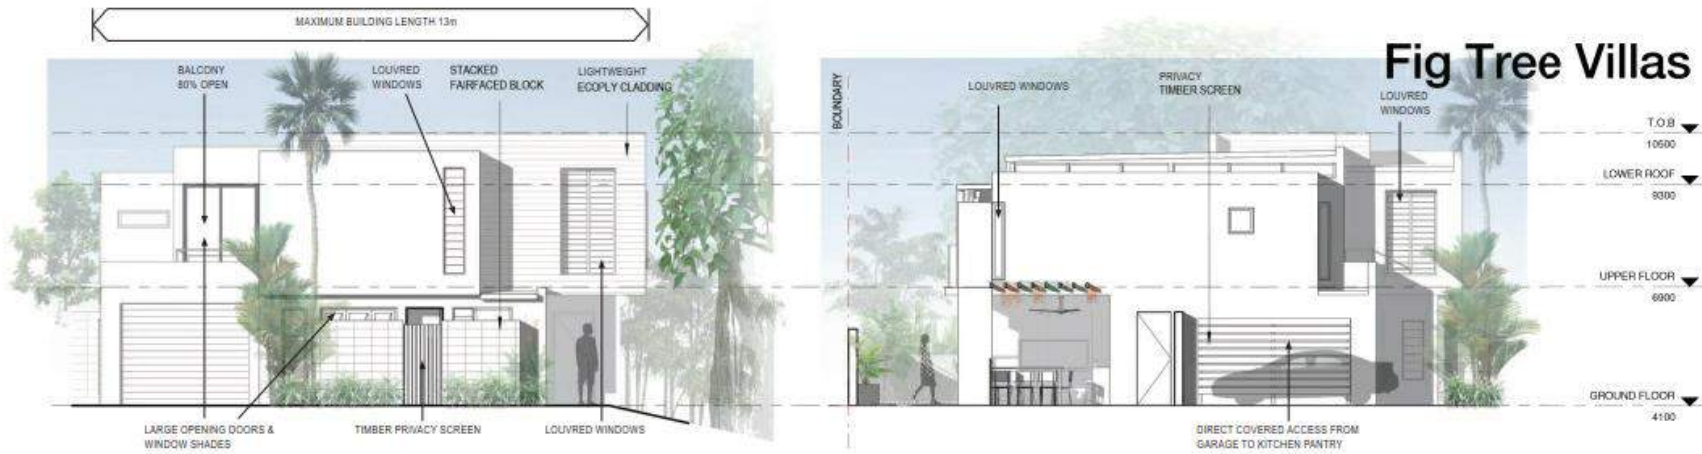 MAXIMUM BUILDING LENGTH 13m
BALCONY
80% OPEN
LOUVRED
WINDOWS
STACKED
FAIRFACED BLOCK
LIGHTWEIGHT
ECOPLY CLADDING
LARGE OPENING DOORS &
WINDOW SHADES
TIMBER PRIVACY SCREEN
LOUVRED WINDOWS
Fig Tree Villas
BOUNDARY
LOUVRED WINDOWS
PRIVACY
TIMBER SCREEN
LOUVRED
WINDOWS
T.O.B
10500
LOWER ROOF
9300
UPPER FLOOR
6900
GROUND FLOOR
4100
DIRECT COVERED ACCESS FROM
GARAGE TO KITCHEN PANTRY